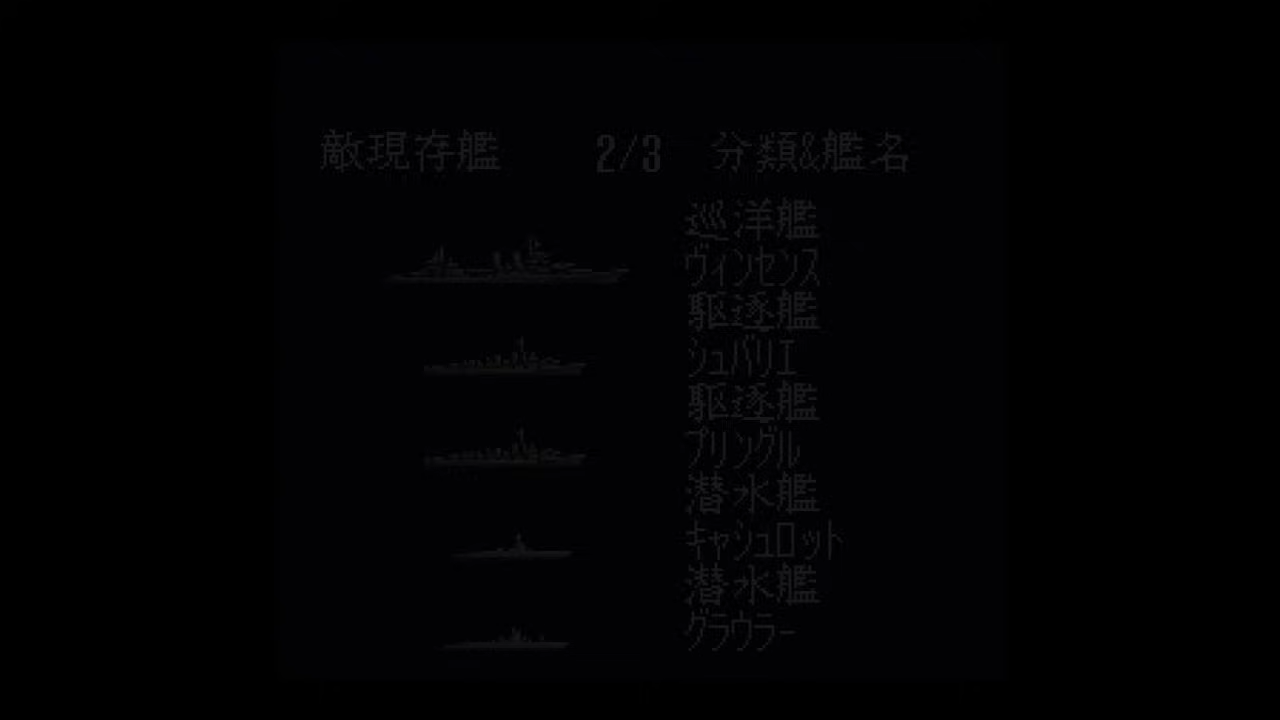 敵現存艦 2/3 分類&艦名
巡洋艦
ヴィンセンス
駆逐艦
シュバリエ
駆逐艦
プリングル
潜水艦
キャシュロット
潜水艦
グラウラー